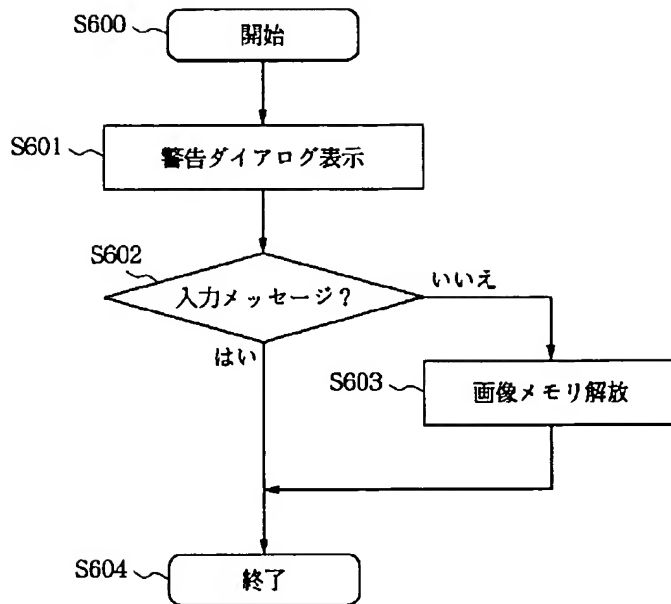 S600
開始
S601
警告ダイアログ表示
S602
入力メッセージ?
いいえ
はい
S603
画像メモリ解放
S604
終了